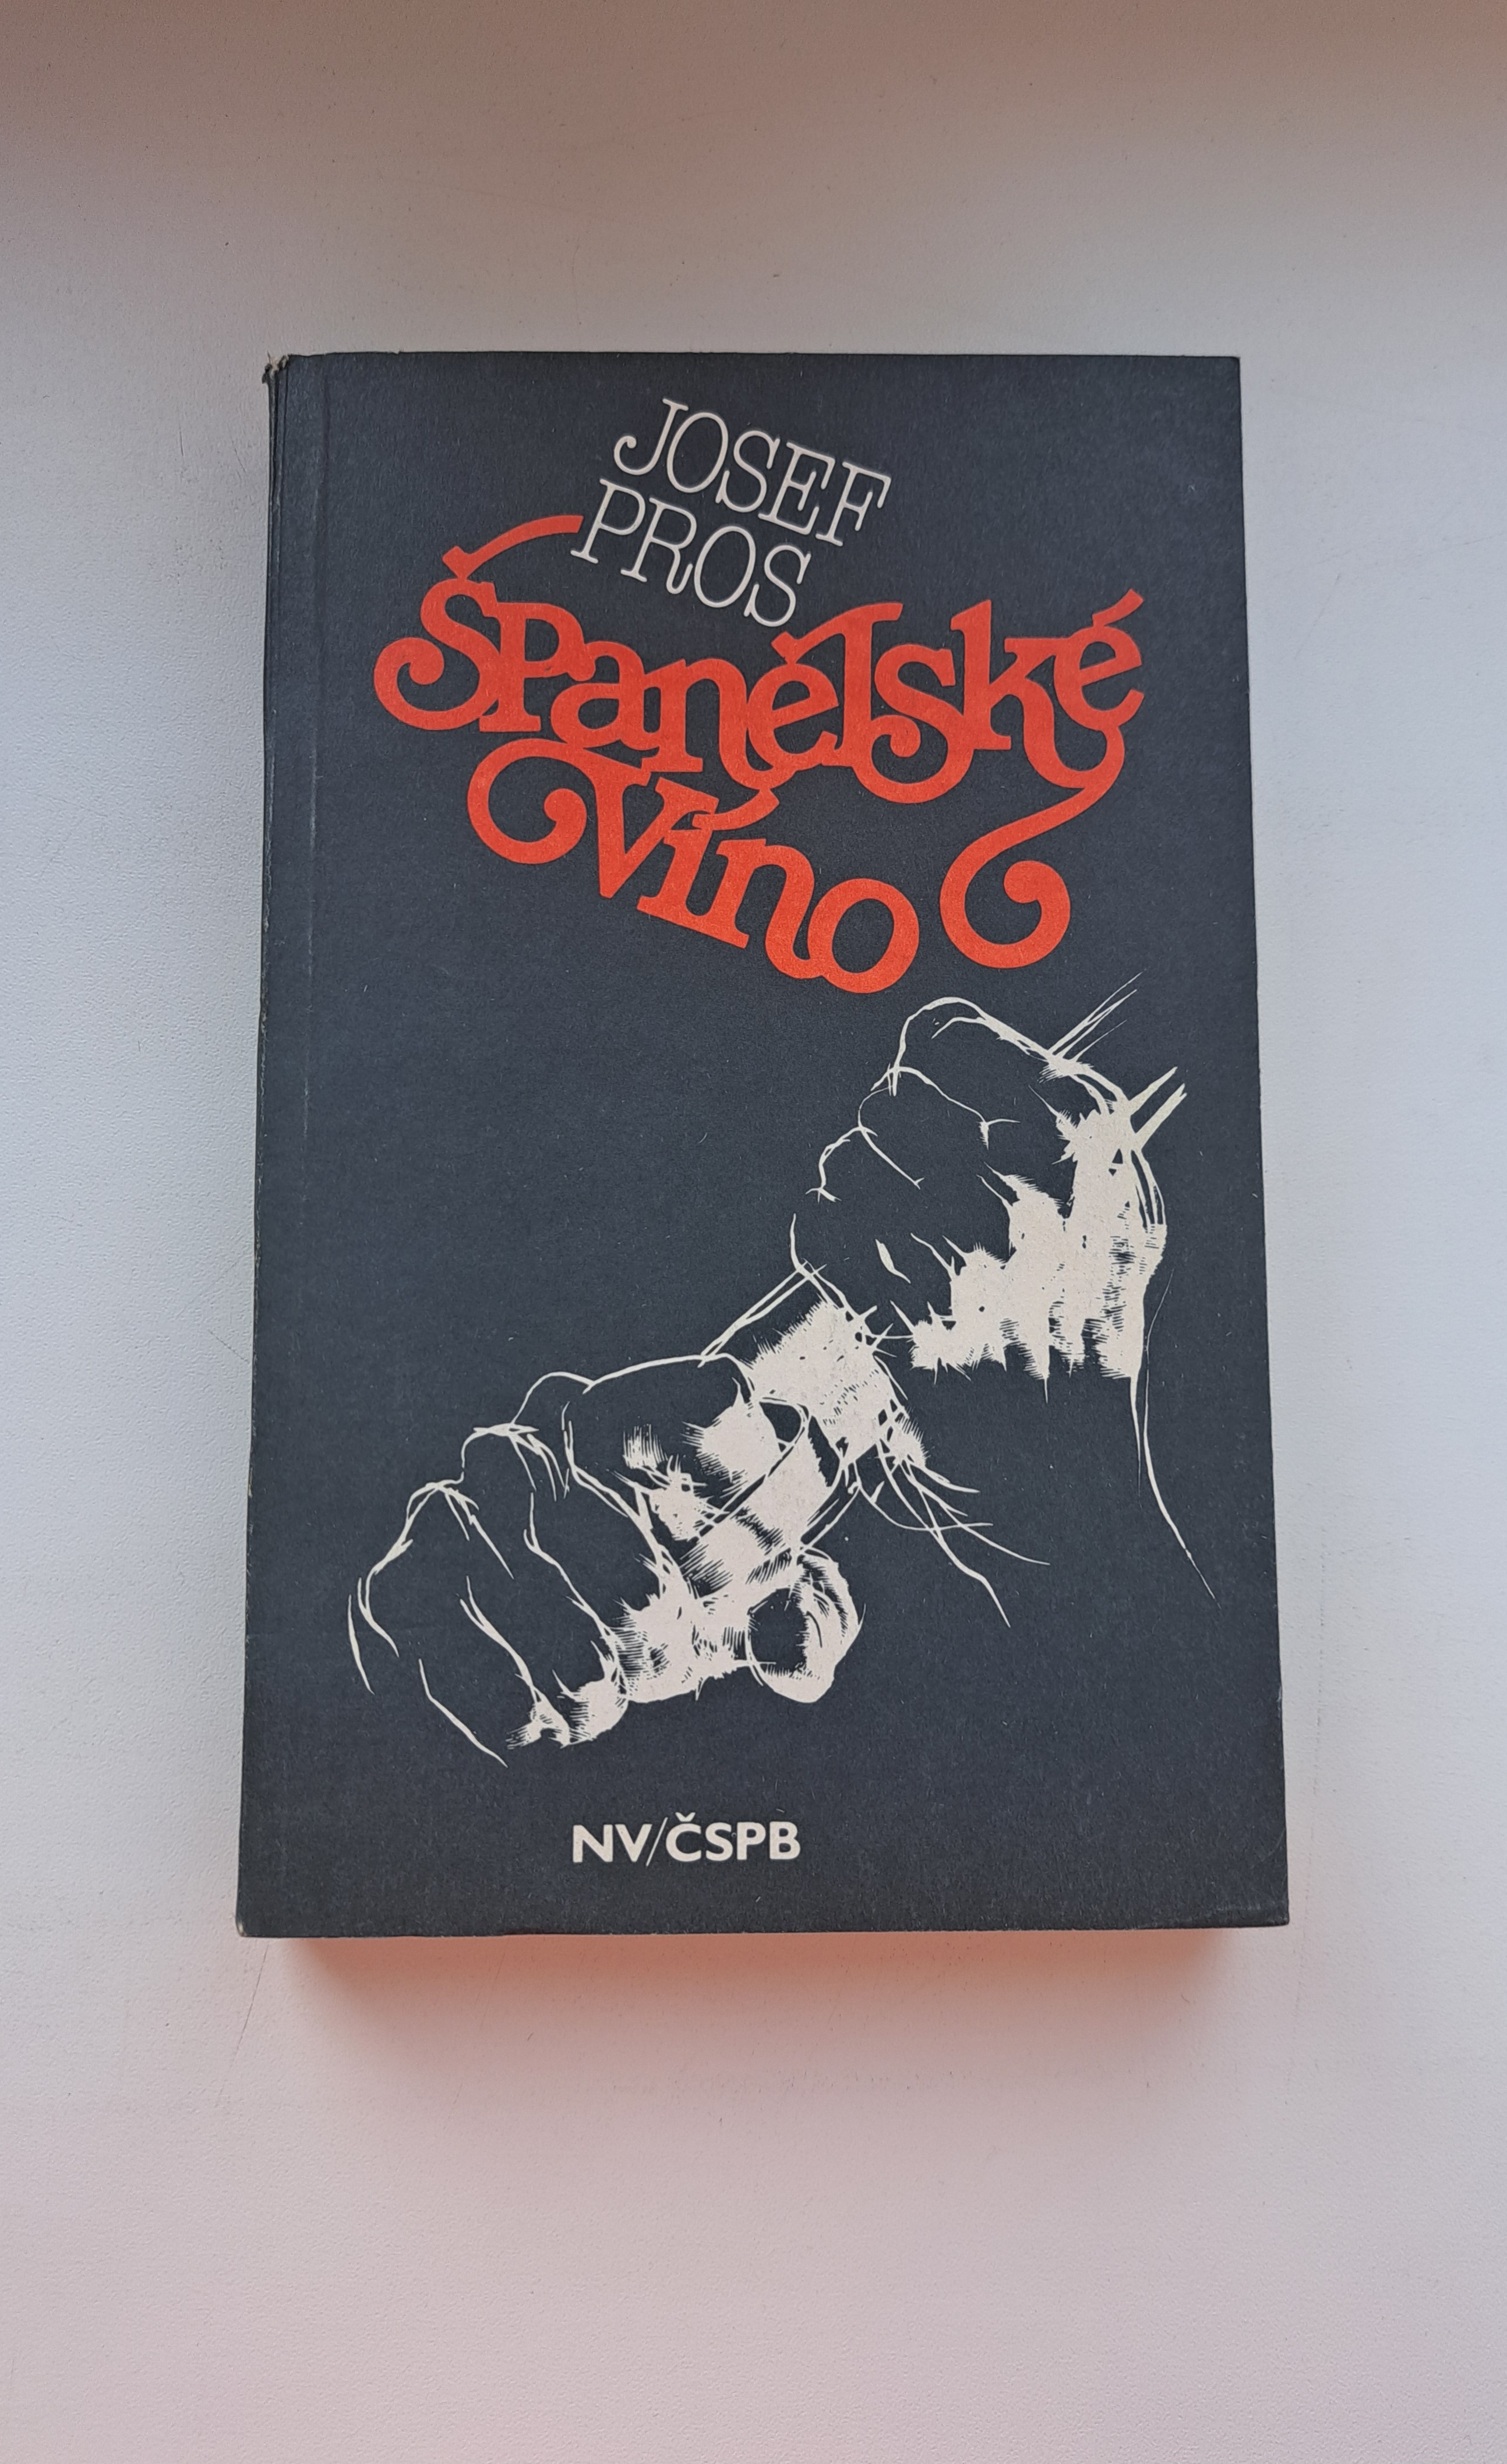 JOSEF
PROS
Španělské
Víno
NV/ČSPB